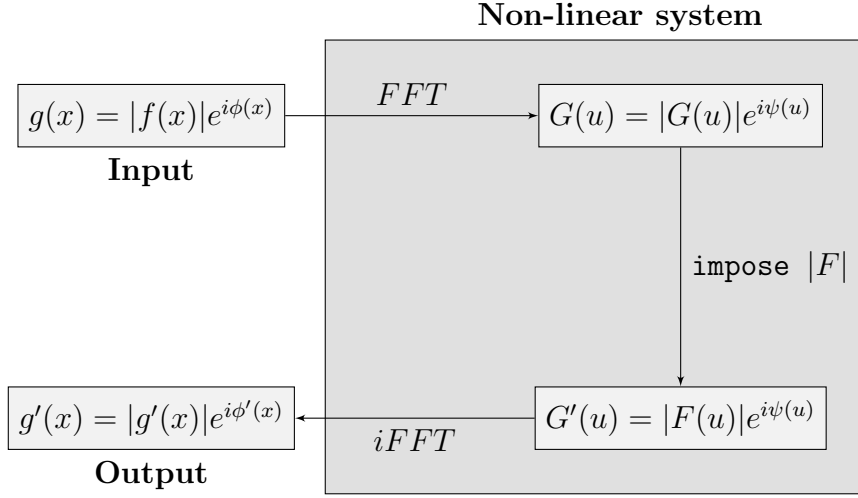 Non-linear system
g(x) = |f(x)|e^{iϕ(x)}
FFT
G(u) = |G(u)|e^{iψ(u)}
Input
impose |F|
g′(x) = |g′(x)|e^{iϕ′(x)}
iFFT
G′(u) = |F(u)|e^{iψ(u)}
Output